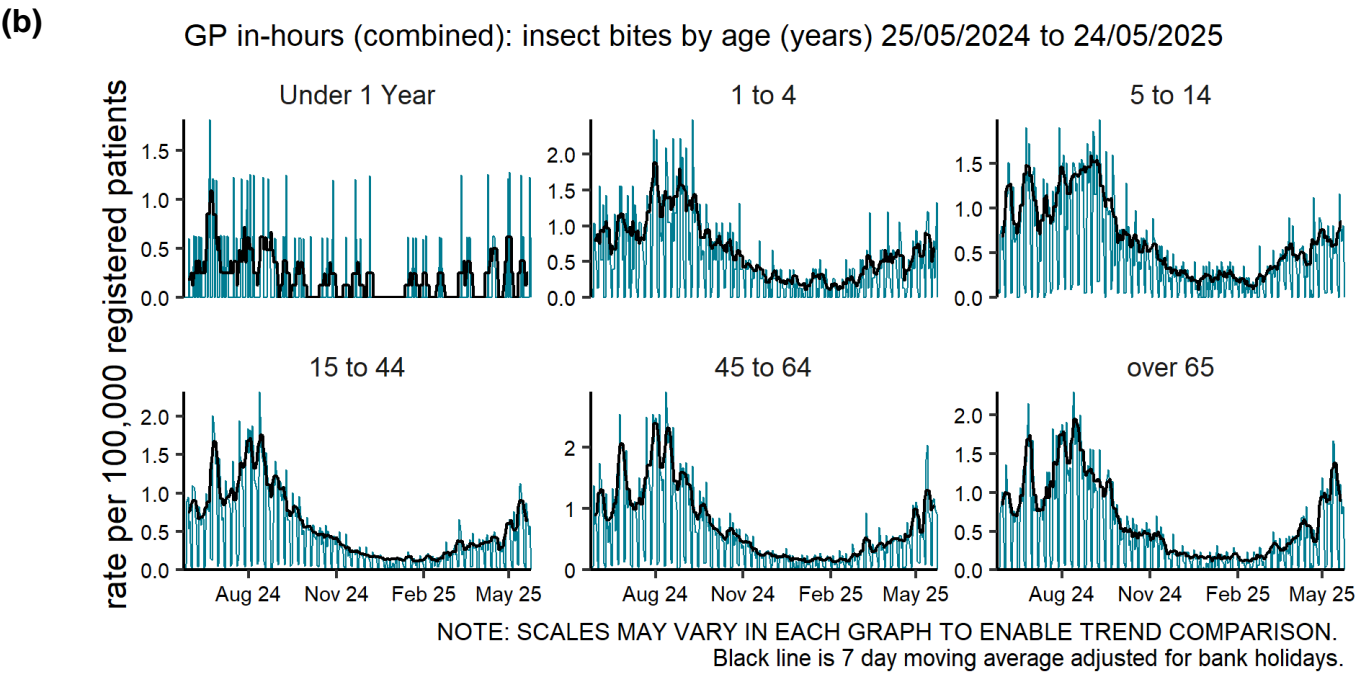 (b)
GP in-hours (combined): insect bites by age (years) 25/05/2024 to 24/05/2025
rate per 100,000 registered patients
Under 1 Year
1.5
1.0
0.5
0.0
1 to 4
2.0
1.5
1.0
0.5
0.0
5 to 14
1.5
1.0
0.5
0.0
15 to 44
2.0
1.5
1.0
0.5
0.0
Aug 24 Nov 24 Feb 25 May 25
45 to 64
2
1
0
Aug 24 Nov 24 Feb 25 May 25
over 65
2.0
1.5
1.0
0.5
0.0
Aug 24 Nov 24 Feb 25 May 25
NOTE: SCALES MAY VARY IN EACH GRAPH TO ENABLE TREND COMPARISON.
Black line is 7 day moving average adjusted for bank holidays.